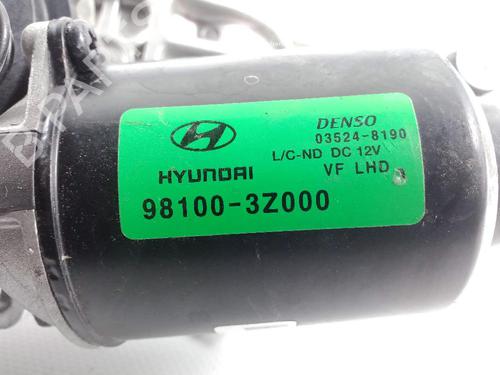 DENSO
03524-8190
L/C-ND DC 12V
VF LHD
HYUNDAI
98100-3Z000